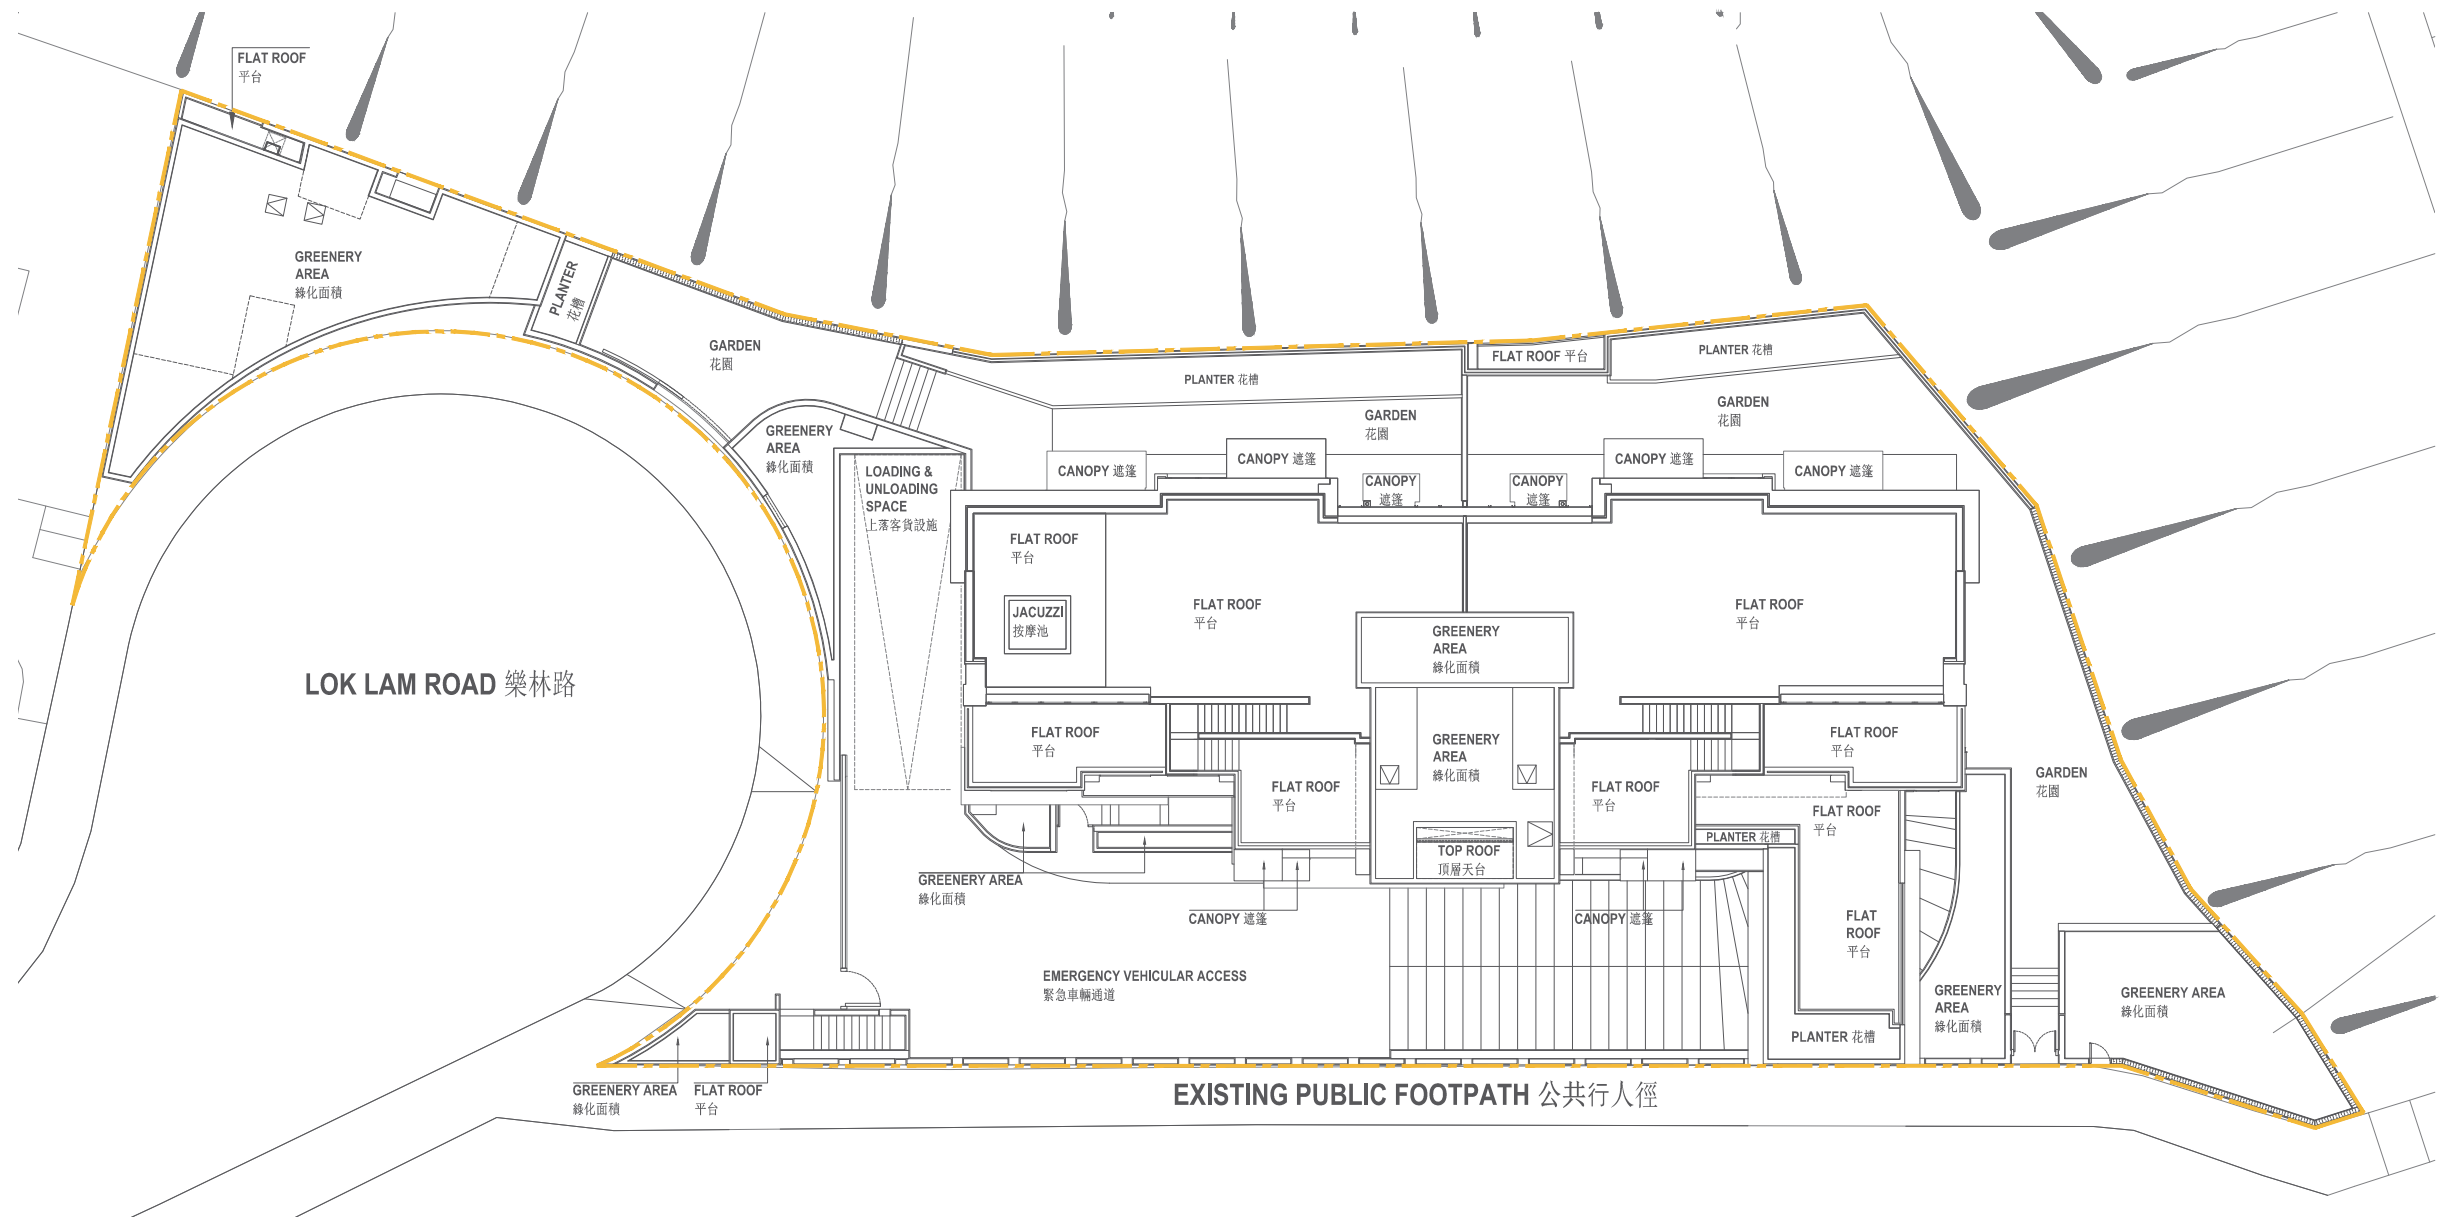 FLAT ROOF
平台
GREENERY
AREA
綠化面積
PLANTER
花槽
GARDEN
花園
GREENERY
AREA
綠化面積
LOADING &
UNLOADING
SPACE
上落客貨設施
PLANTER 花槽
FLAT ROOF 平台
PLANTER 花槽
GARDEN
花園
GARDEN
花園
CANOPY 遮篷
CANOPY 遮篷
CANOPY
遮篷
CANOPY
遮篷
CANOPY 遮篷
CANOPY 遮篷
FLAT ROOF
平台
JACUZZI
按摩池
FLAT ROOF
平台
GREENERY
AREA
綠化面積
FLAT ROOF
平台
LOK LAM ROAD 樂林路
FLAT ROOF
平台
GREENERY
AREA
綠化面積
FLAT ROOF
平台
FLAT ROOF
平台
FLAT ROOF
平台
GARDEN
花園
FLAT ROOF
平台
PLANTER 花槽
TOP ROOF
頂層天台
GREENERY AREA
綠化面積
CANOPY 遮篷
CANOPY 遮篷
FLAT
ROOF
平台
EMERGENCY VEHICULAR ACCESS
緊急車輛通道
GREENERY
AREA
綠化面積
GREENERY AREA
綠化面積
PLANTER 花槽
GREENERY AREA
綠化面積
FLAT ROOF
平台
EXISTING PUBLIC FOOTPATH 公共行人徑